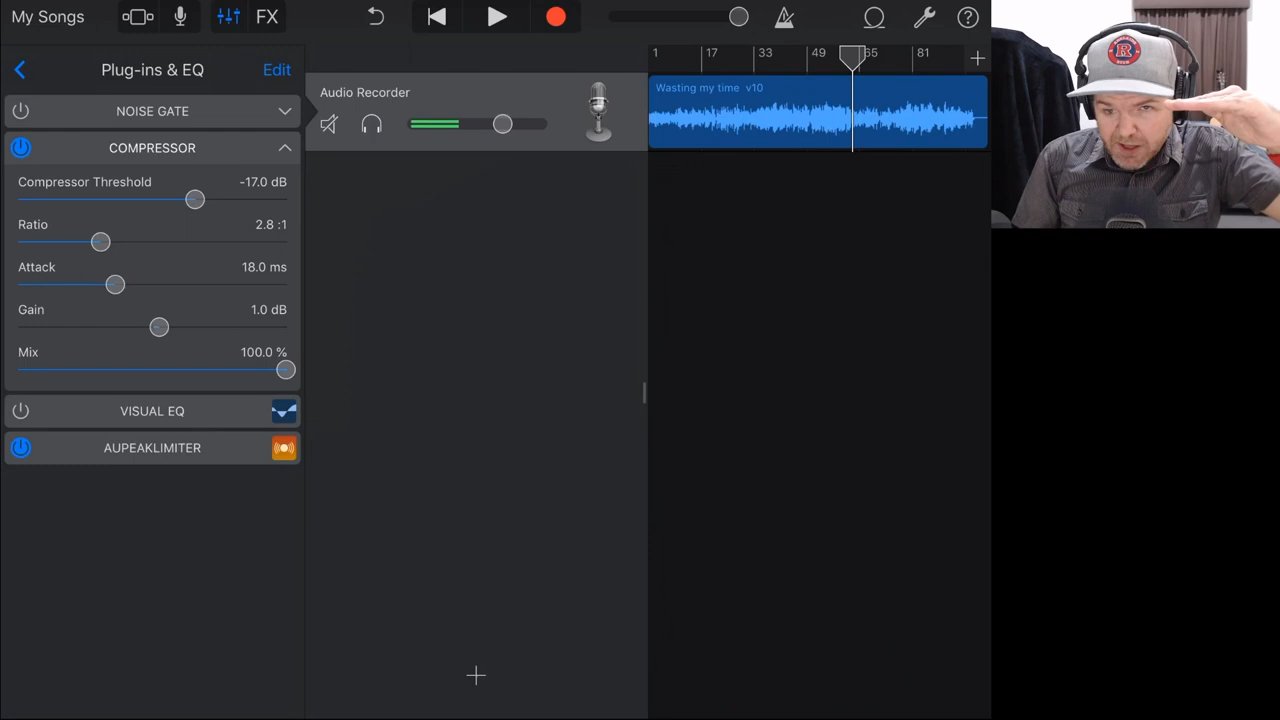 My Songs
FX
Plug-ins & EQ
Edit
NOISE GATE
COMPRESSOR
Compressor Threshold -17.0 dB
Ratio 2.8 :1
Attack 18.0 ms
Gain 1.0 dB
Mix 100.0 %
VISUAL EQ
AUPEAKLIMITER
Audio Recorder
1 17 33 49 65 81
Wasting my time v10
R